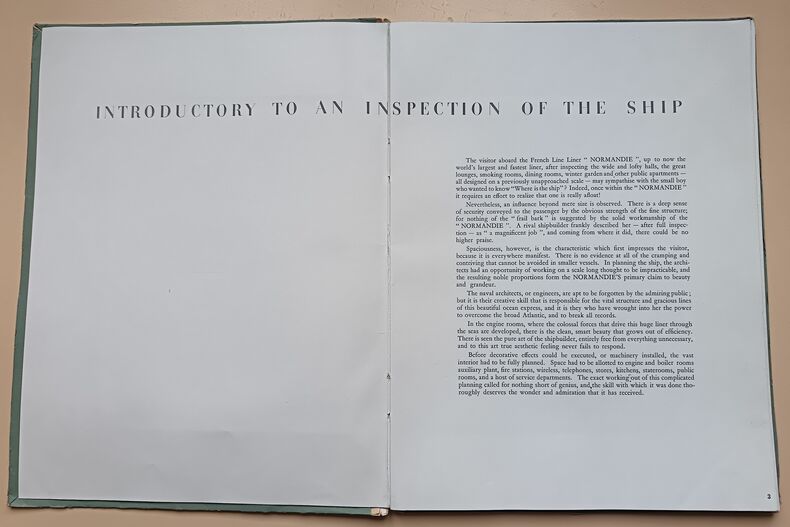 INTRODUCTORY TO AN INSPECTION OF THE SHIP
The visitor aboard the French Line Liner “ NORMANDIE ”, up to now the
world's largest and fastest liner, after inspecting the wide and lofty halls, the great
lounges, smoking rooms, dining rooms, winter garden and other public apartments —
all designed on a previously unapproached scale — may sympathise with the small boy
who wanted to know “Where is the ship”? Indeed, once within the “ NORMANDIE ”
it requires an effort to realize that one is really afloat!
Nevertheless, an influence beyond mere size is observed. There is a deep sense
of security conveyed to the passenger by the obvious strength of the fine structure;
for nothing of the “ frail bark ” is suggested by the solid workmanship of the
“ NORMANDIE ”. A rival shipbuilder frankly described her — after full inspec-
tion — as “ a magnificent job ”, and coming from where it did, there could be no
higher praise.
Spaciousness, however, is the characteristic which first impresses the visitor,
because it is everywhere manifest. There is no evidence at all of the cramping and
contriving that cannot be avoided in smaller vessels. In planning the ship, the archi-
tects had an opportunity of working on a scale long thought to be impracticable, and
the resulting noble proportions form the NORMANDIE'S primary claim to beauty
and grandeur.
The naval architects, or engineers, are apt to be forgotten by the admiring public ;
but it is their creative skill that is responsible for the vital structure and gracious lines
of this beautiful ocean express, and it is they who have wrought into her the power
to overcome the broad Atlantic, and to break all records.
In the engine rooms, where the colossal forces that drive this huge liner through
the seas are developed, there is the clean, smart beauty that grows out of efficiency.
There is seen the pure art of the shipbuilder, entirely free from everything unnecessary,
and to this art true aesthetic feeling never fails to respond.
Before decorative effects could be executed, or machinery installed, the vast
interior had to be fully planned. Space had to be allotted to engine and boiler rooms
auxiliary plant, fire stations, wireless, telephones, stores, kitchens, staterooms, public
rooms, and a host of service departments. The exact working out of this complicated
planning called for nothing short of genius, and the skill with which it was done tho-
roughly deserves the wonder and admiration that it has received.
3